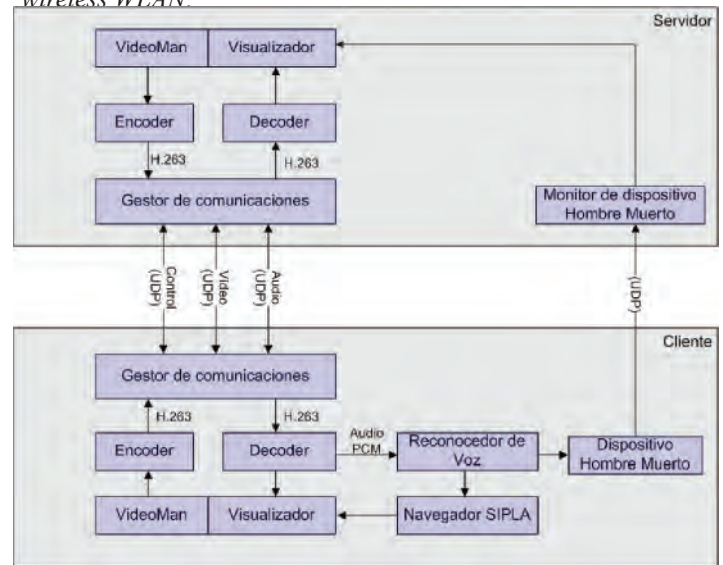 wireless WLAN.
Servidor
VideoMan
Visualizador
Encoder
Decoder
H.263
H.263
Gestor de comunicaciones
Monitor de dispositivo
Hombre Muerto
Control
(UDP)
Video
(UDP)
Audio
(UDP)
(UDP)
Cliente
Gestor de comunicaciones
H.263
H.263
Encoder
Decoder
Audio
PCM
Reconocedor de
Voz
Dispositivo
Hombre Muerto
VideoMan
Visualizador
Navegador SIPLA